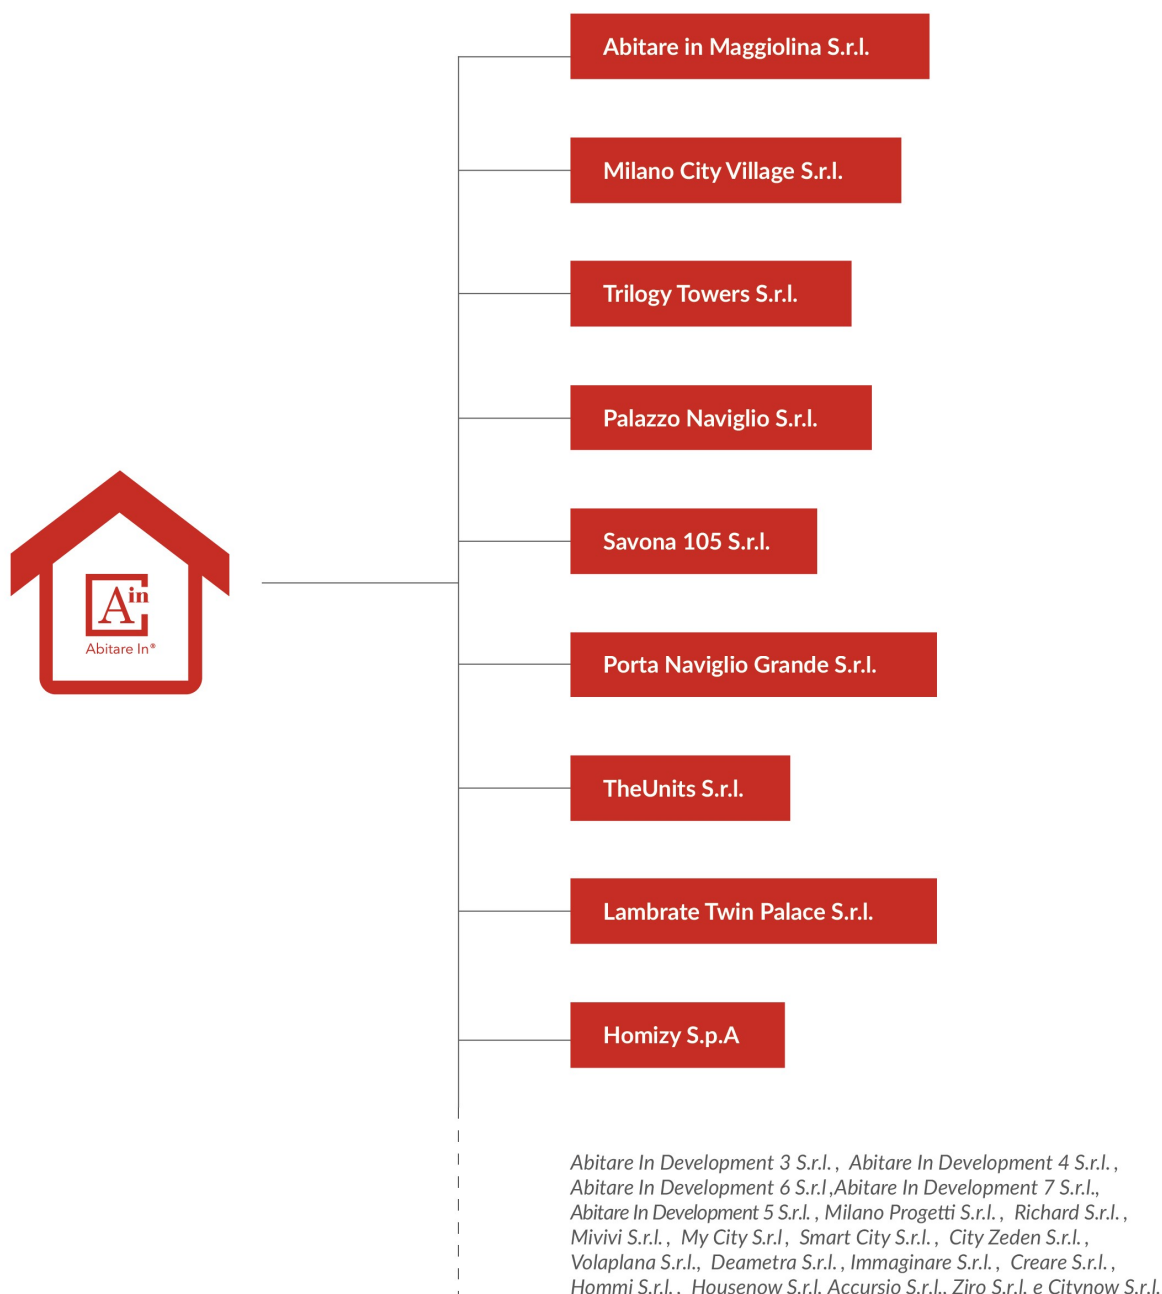 Abitare in Maggiolina S.r.l.
Milano City Village S.r.l.
Trilogy Towers S.r.l.
Palazzo Naviglio S.r.l.
Savona 105 S.r.l.
Ain
Abitare In®
Porta Naviglio Grande S.r.l.
TheUnits S.r.l.
Lambrate Twin Palace S.r.l.
Homizy S.p.A
Abitare In Development 3 S.r.l. , Abitare In Development 4 S.r.l. ,
Abitare In Development 6 S.r.l ,Abitare In Development 7 S.r.l.,
Abitare In Development 5 S.r.l. , Milano Progetti S.r.l. , Richard S.r.l. ,
Mivivi S.r.l. , My City S.r.l , Smart City S.r.l. , City Zeden S.r.l. ,
Volaplana S.r.l., Deametra S.r.l. , Immaginare S.r.l. , Creare S.r.l. ,
Hommi S.r.l. , Housenow S.r.l. Accursio S.r.l., Ziro S.r.l. e Citynow S.r.l.